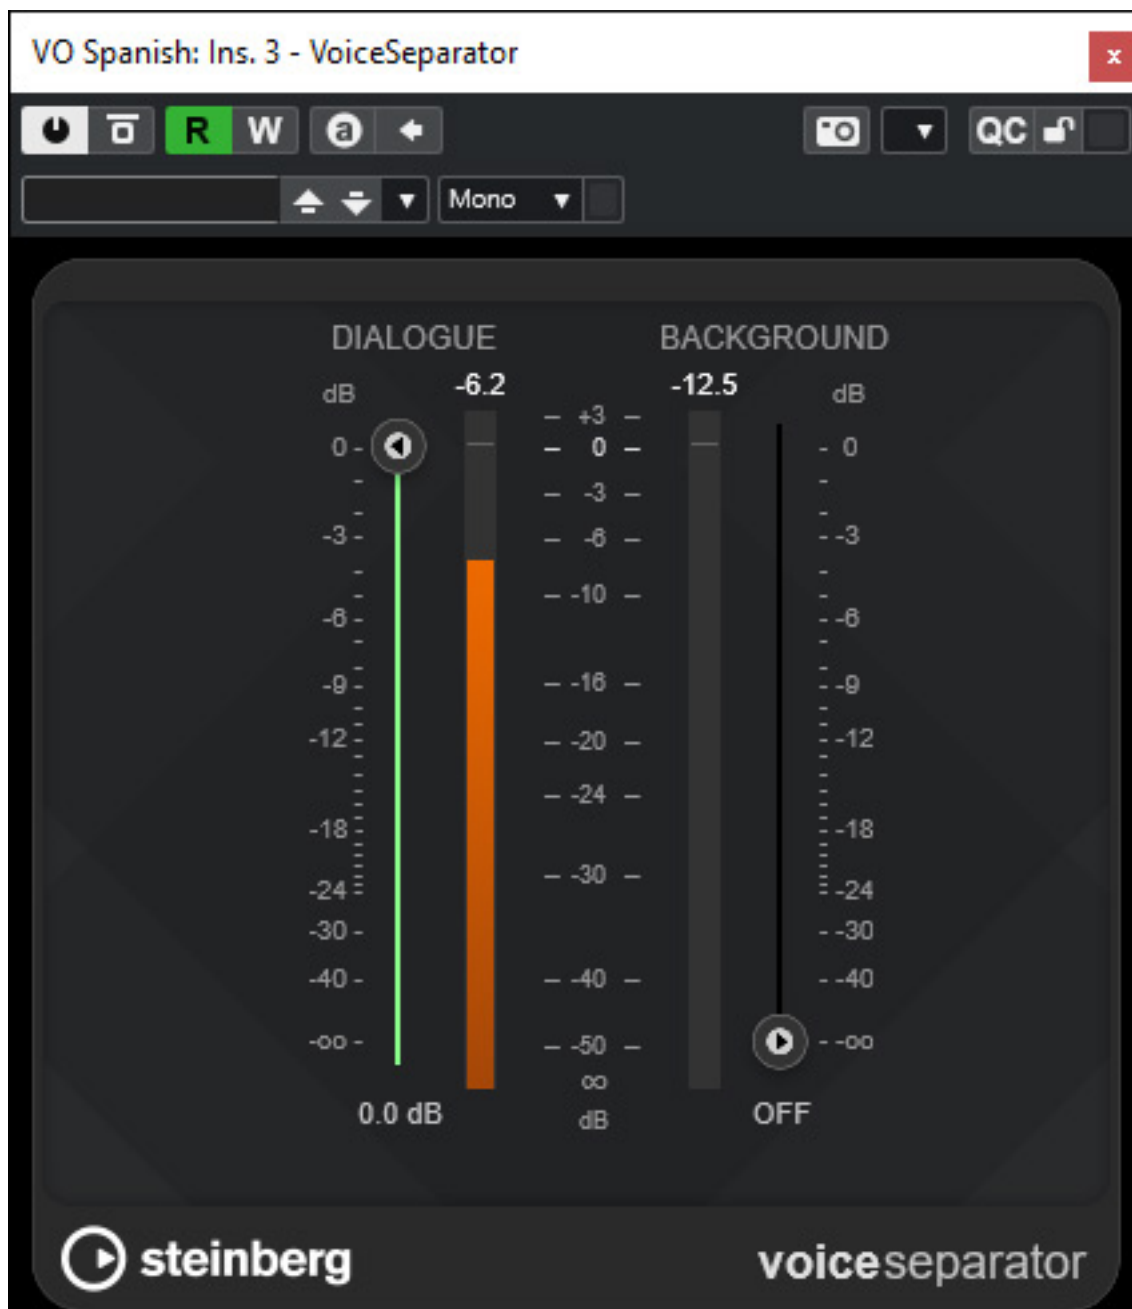 VO Spanish: Ins. 3 - VoiceSeparator
x
R W a QC
Mono
DIALOGUE BACKGROUND
dB -6.2 -12.5 dB
+3
0 0 0
-3
-3 -3
-6
-10
-6 -6
-9 -16 -9
-12 -20 -12
-24
-18 -18
-30
-24 -24
-30 -30
-40 -40 -40
-∞ -50 -∞
∞
0.0 dB dB OFF
steinberg voiceseparator